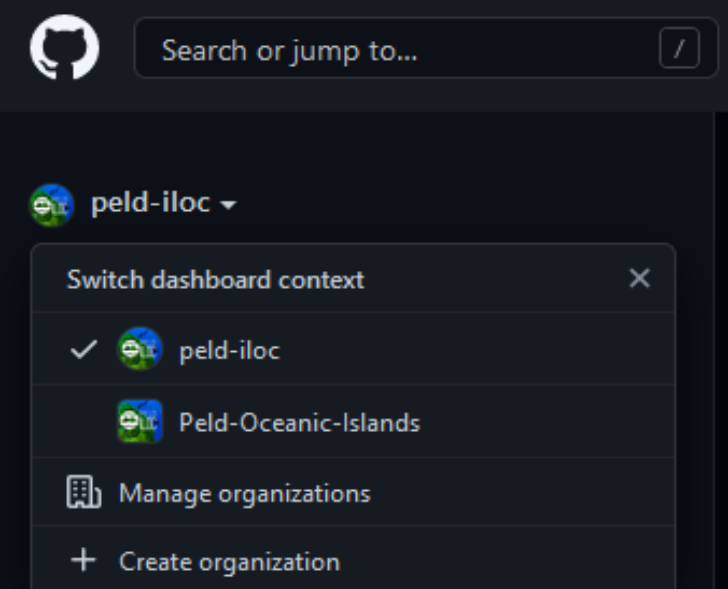 Search or jump to...
/
peld-iloc
Switch dashboard context
peld-iloc
Peld-Oceanic-Islands
Manage organizations
Create organization